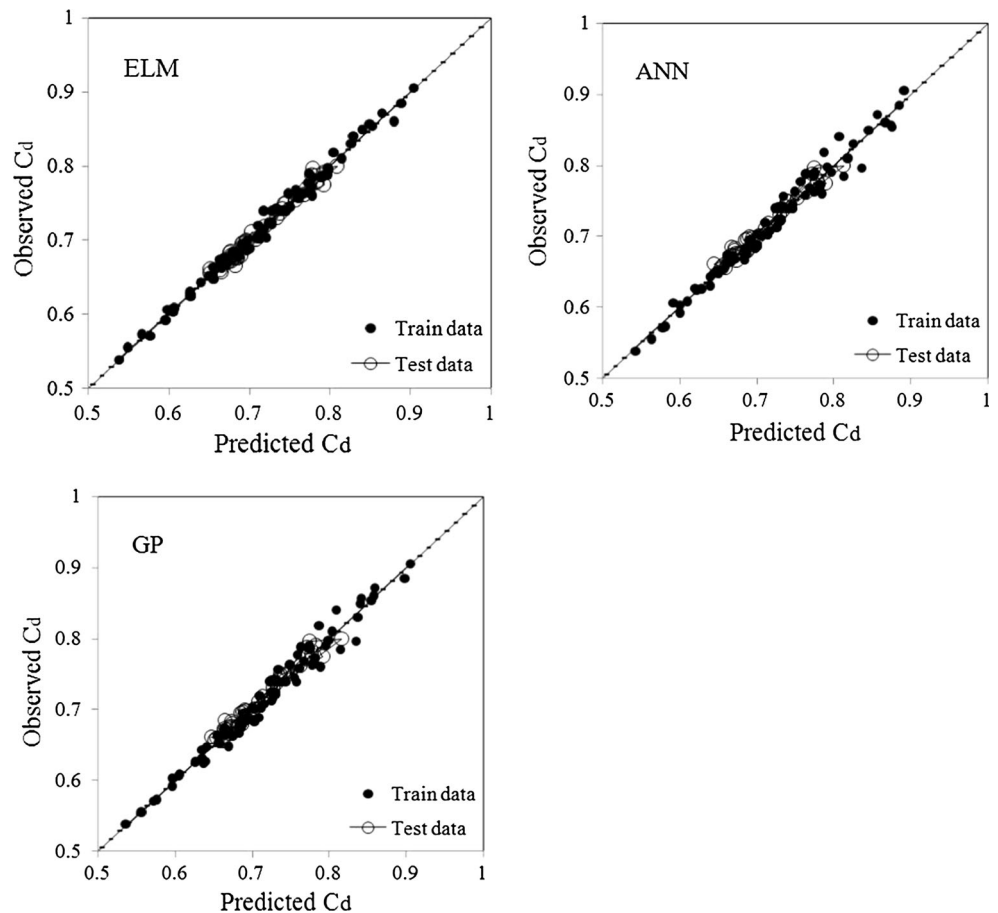 ELM
1
0.9
0.8
0.7
0.6
0.5
Observed Cd
Train data
Test data
0.5 0.6 0.7 0.8 0.9 1
Predicted Cd
ANN
1
0.9
0.8
0.7
0.6
0.5
Observed Cd
Train data
Test data
0.5 0.6 0.7 0.8 0.9 1
Predicted Cd
GP
1
0.9
0.8
0.7
0.6
0.5
Observed Cd
Train data
Test data
0.5 0.6 0.7 0.8 0.9 1
Predicted Cd